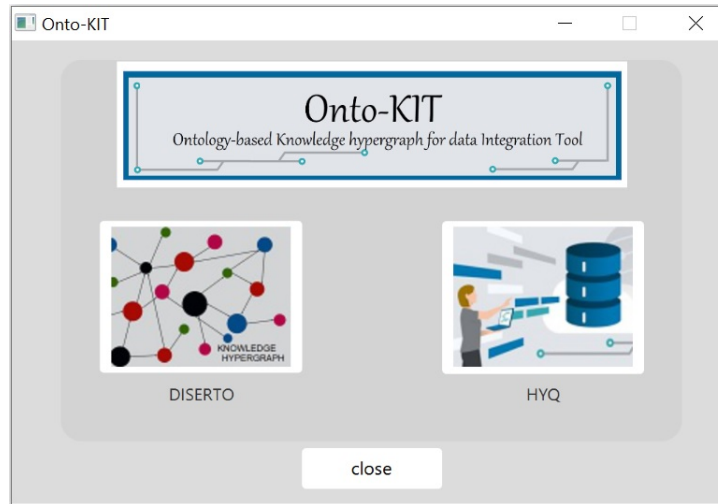 Onto-KIT
Onto-KIT
Ontology-based Knowledge hypergraph for data Integration Tool
KNOWLEDGE
HYPERGRAPH
DISERTO
HYQ
close